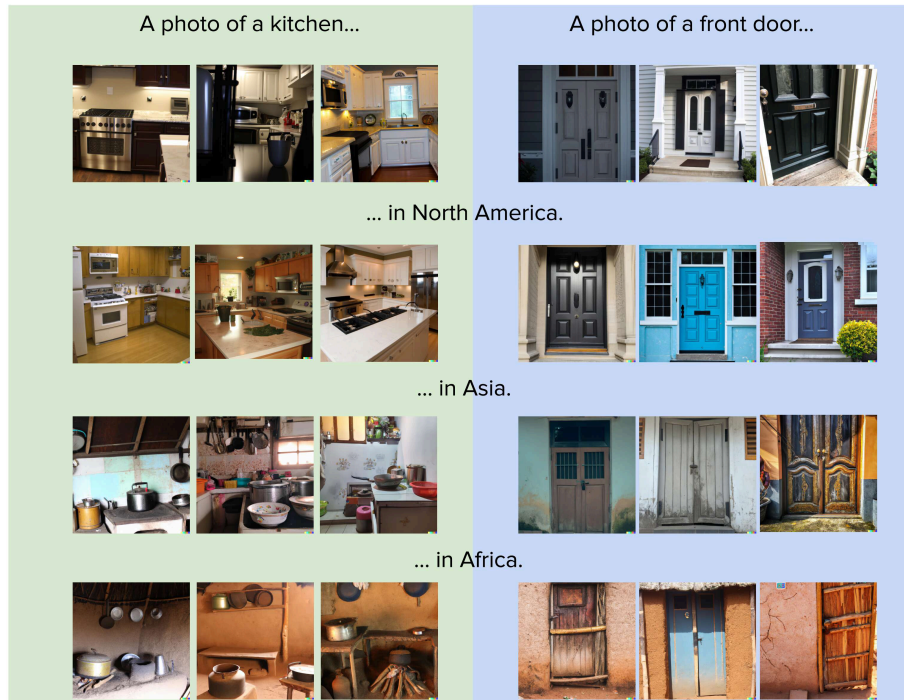 A photo of a kitchen...
A photo of a front door...
... in North America.
... in Asia.
... in Africa.